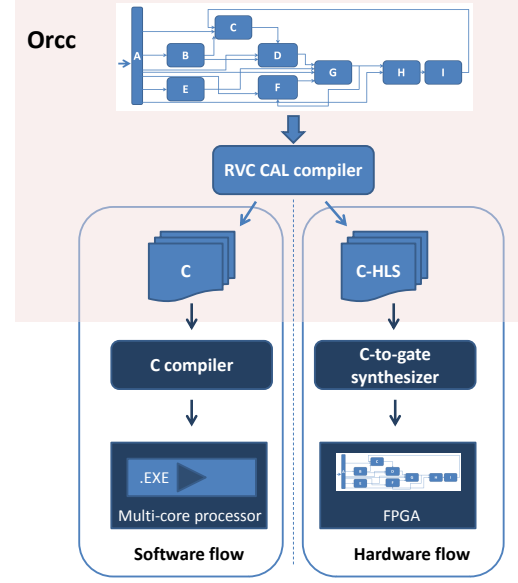 Orcc
A
B
C
D
E
F
G
H
I
RVC CAL compiler
C
C-HLS
C compiler
C-to-gate
synthesizer
.EXE
Multi-core processor
FPGA
Software flow
Hardware flow